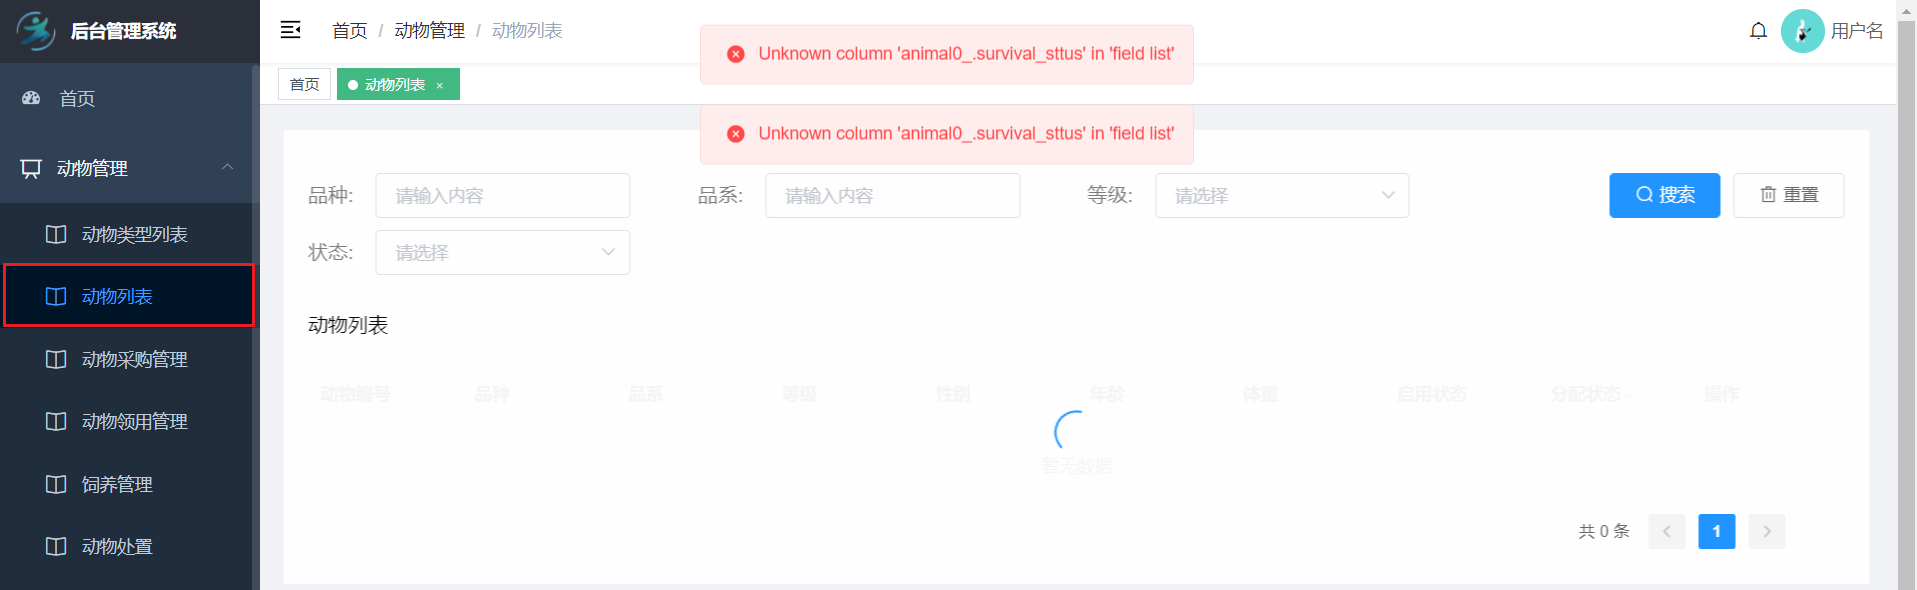 后台管理系统
首页 / 动物管理 / 动物列表
用户名
Unknown column 'animal0_.survival_sttus' in 'field list'
首页
动物列表 ×
Unknown column 'animal0_.survival_sttus' in 'field list'
首页
动物管理
动物类型列表
动物列表
动物采购管理
动物领用管理
饲养管理
动物处置
品种: 请输入内容
品系: 请输入内容
等级: 请选择
搜索
重置
状态: 请选择
动物列表
动物编号 品种 品系 等级 性别 年龄 体重 启用状态 分配状态 操作
暂无数据
共 0 条
1